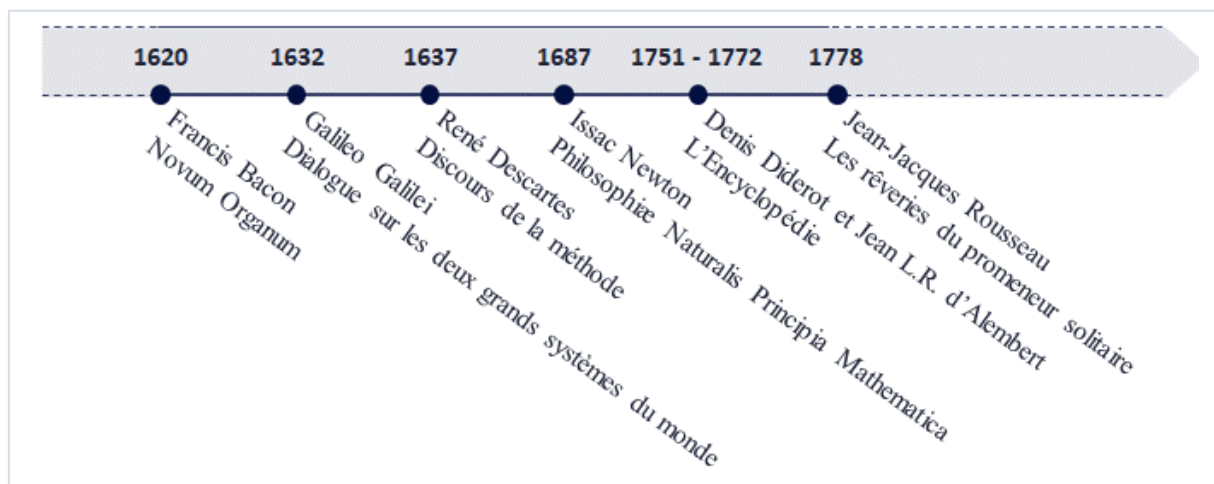 1620
1632
1637
1687
1751 - 1772
1778
Francis Bacon
Novum Organum
Galileo Galilei
Dialogue sur les deux grands systèmes du monde
René Descartes
Discours de la méthode
Issac Newton
Philosophiæ Naturalis Principia Mathematica
Denis Diderot et Jean L.R. d'Alembert
L'Encyclopédie
Jean-Jacques Rousseau
Les rêveries du promeneur solitaire